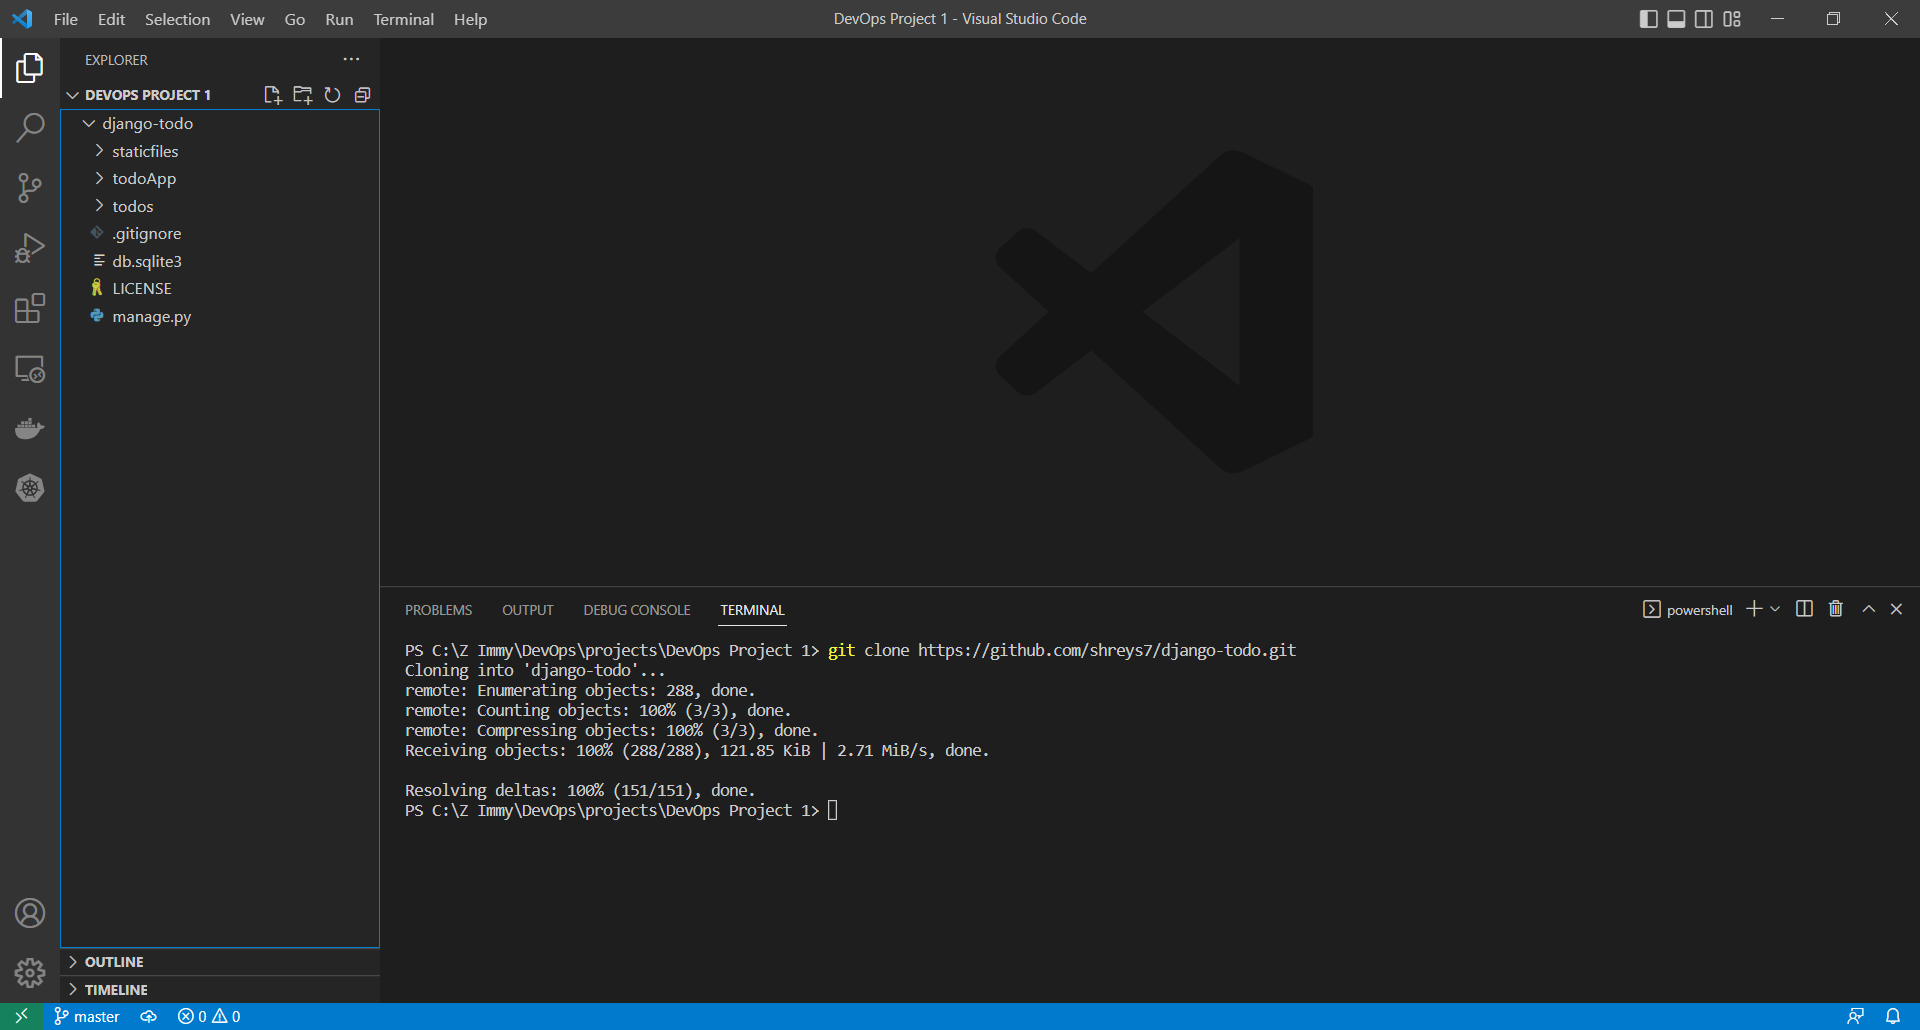 File Edit Selection View Go Run Terminal Help
DevOps Project 1 - Visual Studio Code
EXPLORER
DEVOPS PROJECT 1
django-todo
staticfiles
todoApp
todos
.gitignore
db.sqlite3
LICENSE
manage.py
OUTLINE
TIMELINE
PROBLEMS OUTPUT DEBUG CONSOLE TERMINAL
powershell
PS C:\Z Immy\DevOps\projects\DevOps Project 1> git clone https://github.com/shreys7/django-todo.git
Cloning into 'django-todo'...
remote: Enumerating objects: 288, done.
remote: Counting objects: 100% (3/3), done.
remote: Compressing objects: 100% (3/3), done.
Receiving objects: 100% (288/288), 121.85 KiB | 2.71 MiB/s, done.
Resolving deltas: 100% (151/151), done.
PS C:\Z Immy\DevOps\projects\DevOps Project 1>
master 0 0